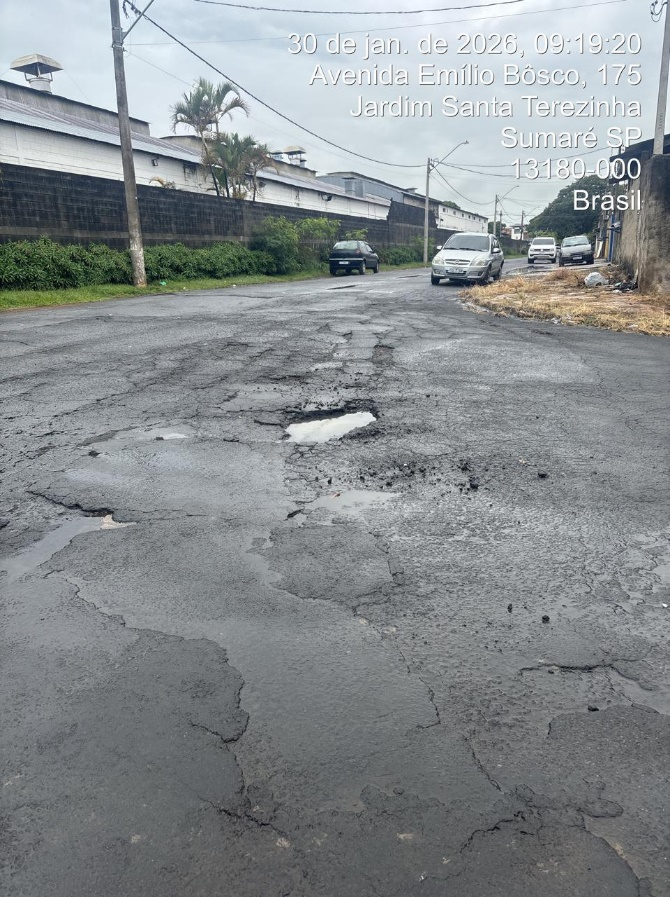 30 de jan. de 2026, 09:19:20
Avenida Emílio Bôsco, 175
Jardim Santa Terezinha
Sumaré SP
13180-000
Brasil